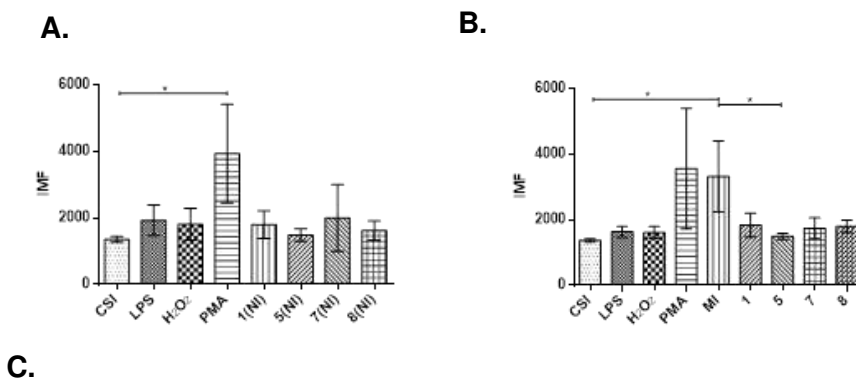 A.
IMF
6000
4000
2000
0
*
CSI LPS H2O2 PMA 1(NI) 5(NI) 7(NI) 8(NI)
B.
IMF
6000
4000
2000
0
* *
CSI LPS H2O2 PMA MI 1 5 7 8
C.